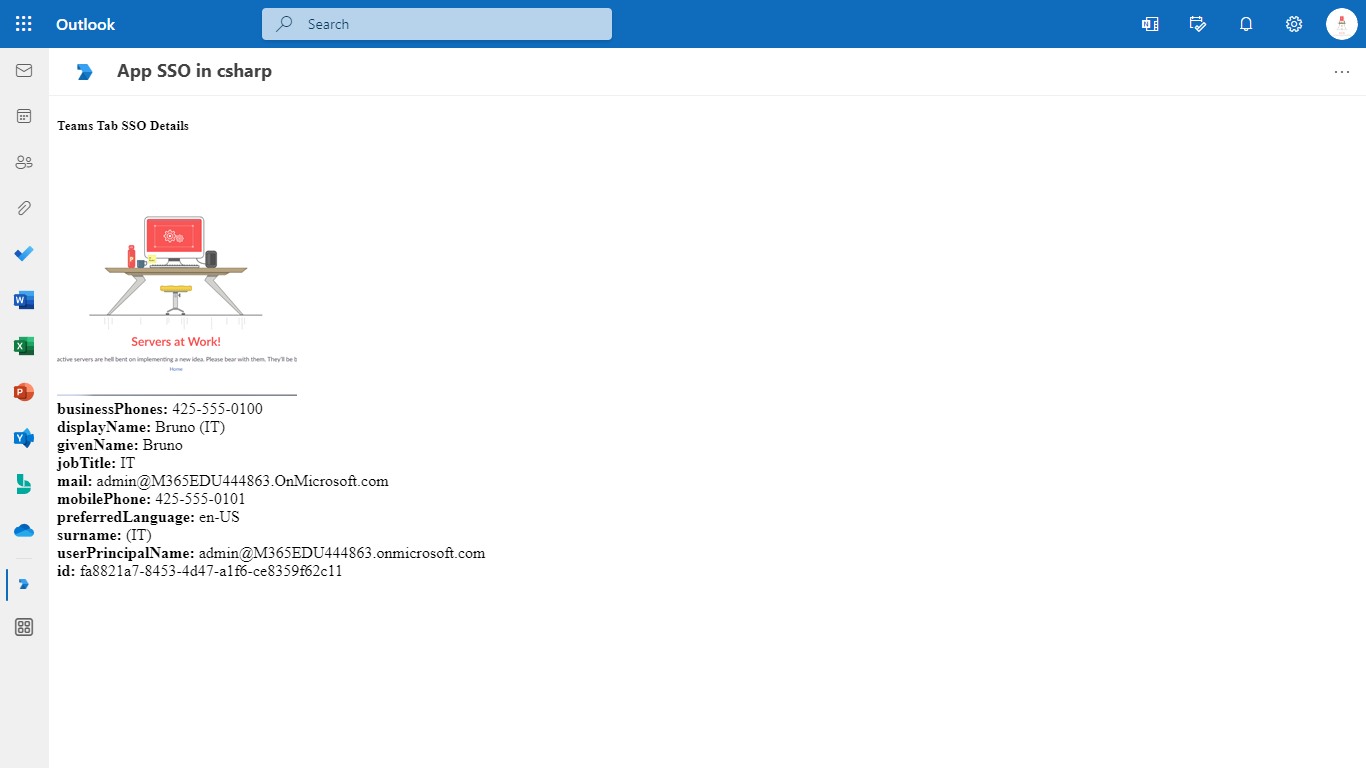 Outlook
Search
App SSO in csharp
Teams Tab SSO Details
Servers at Work!
active servers are hell bent on implementing a new idea. Please bear with them. They'll be b
Home
businessPhones: 425-555-0100
displayName: Bruno (IT)
givenName: Bruno
jobTitle: IT
mail: admin@M365EDU444863.OnMicrosoft.com
mobilePhone: 425-555-0101
preferredLanguage: en-US
surname: (IT)
userPrincipalName: admin@M365EDU444863.onmicrosoft.com
id: fa8821a7-8453-4d47-a1f6-ce8359f62c11